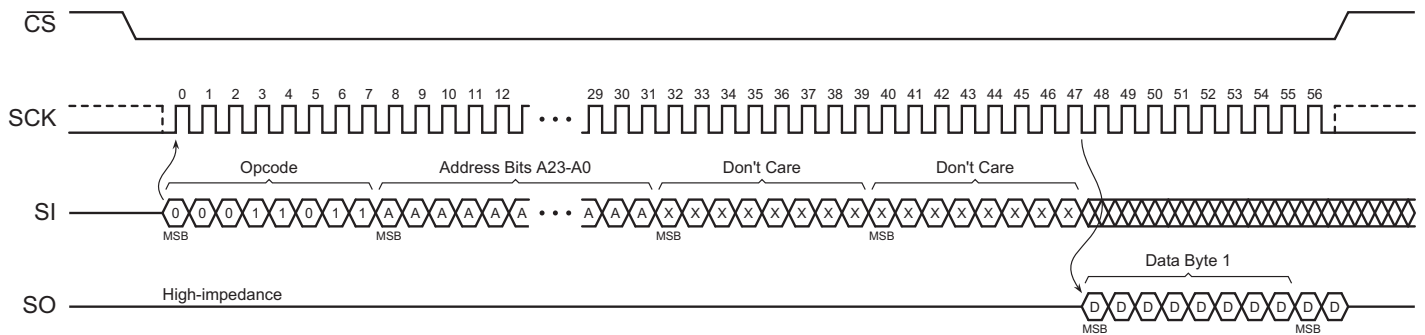 CS
0 1 2 3 4 5 6 7 8 9 10 11 12 29 30 31 32 33 34 35 36 37 38 39 40 41 42 43 44 45 46 47 48 49 50 51 52 53 54 55 56
SCK
Opcode Address Bits A23-A0 Don't Care Don't Care
SI 0 0 0 1 1 0 1 1 A A A A A A A A A X X X X X X X X X X X X X X X X
MSB MSB MSB MSB
Data Byte 1
SO High-impedance D D D D D D D D D D
MSB MSB